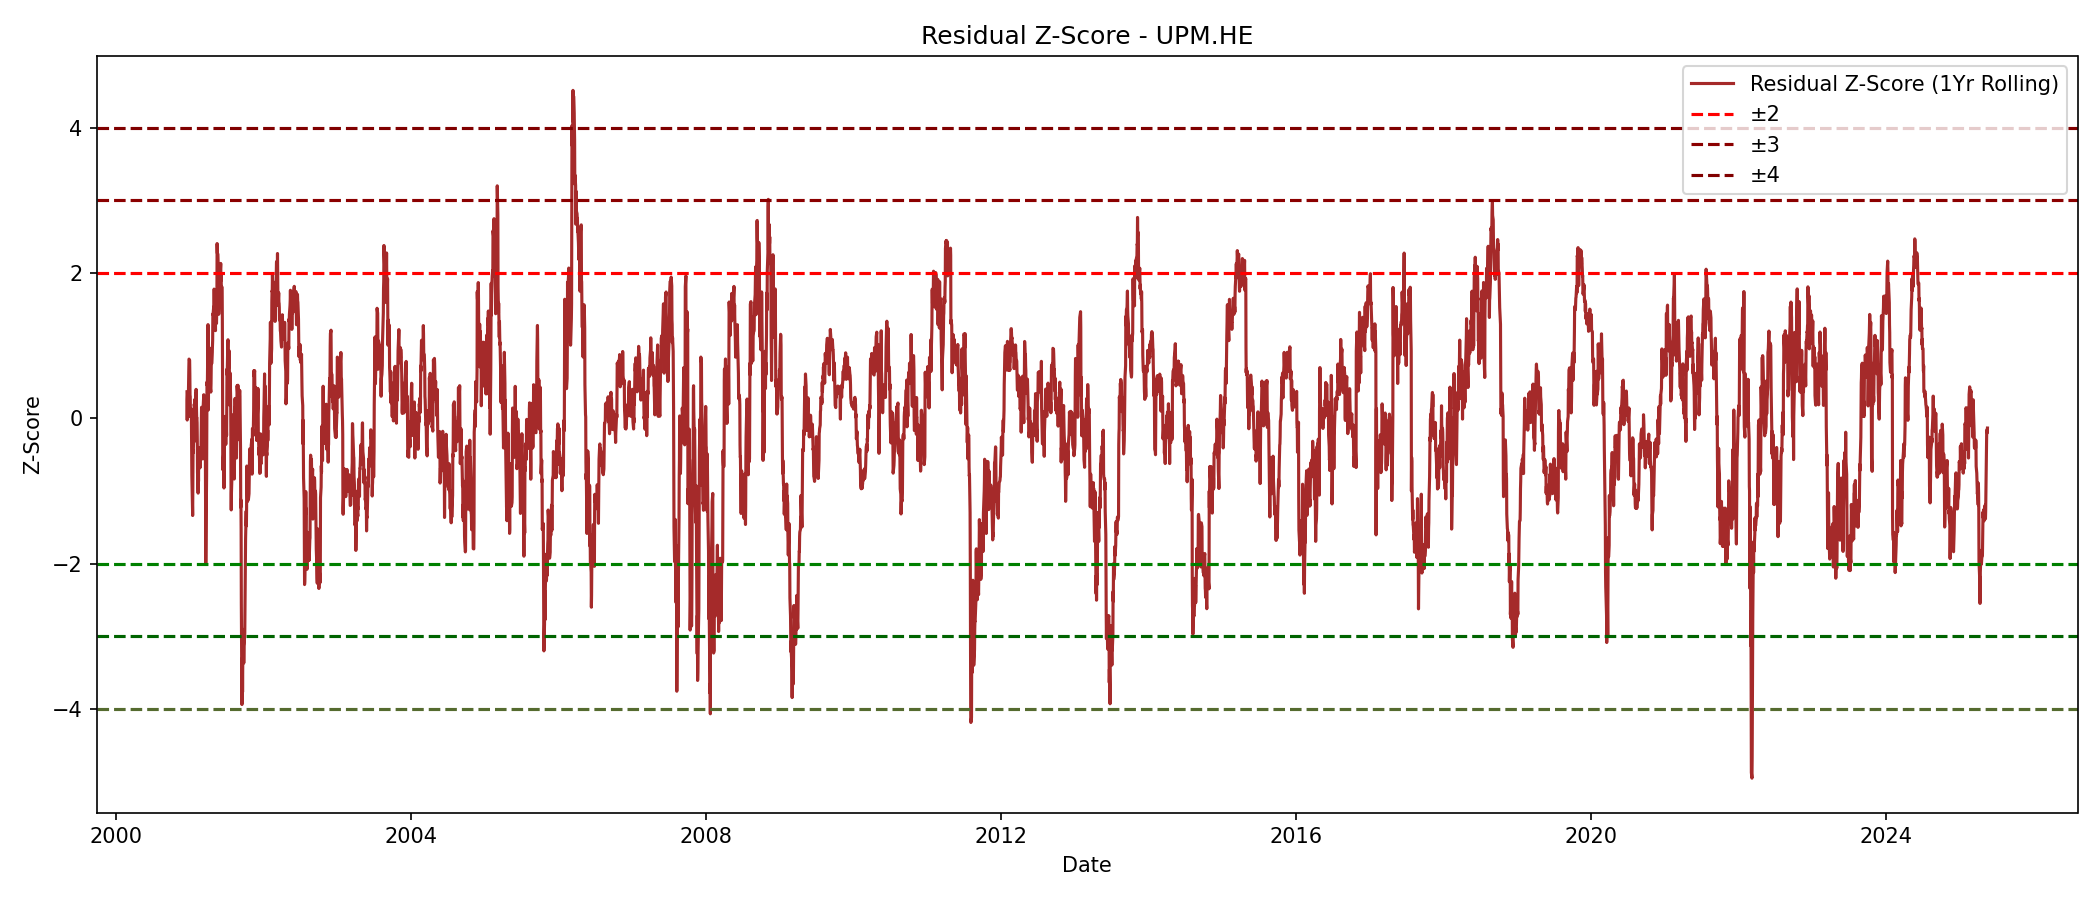 Residual Z-Score - UPM.HE
Residual Z-Score (1Yr Rolling)
±2
±3
±4
4
2
0
−2
−4
Z-Score
2000 2004 2008 2012 2016 2020 2024
Date